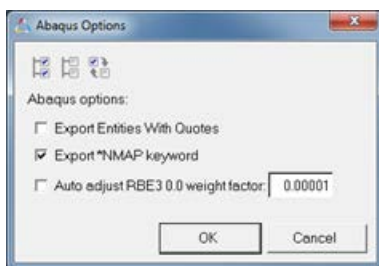 Abaqus Options
Abaqus options:
Export Entities With Quotes
Export *NMAP keyword
Auto adjust RBE3 0.0 weight factor: 0.00001
OK Cancel